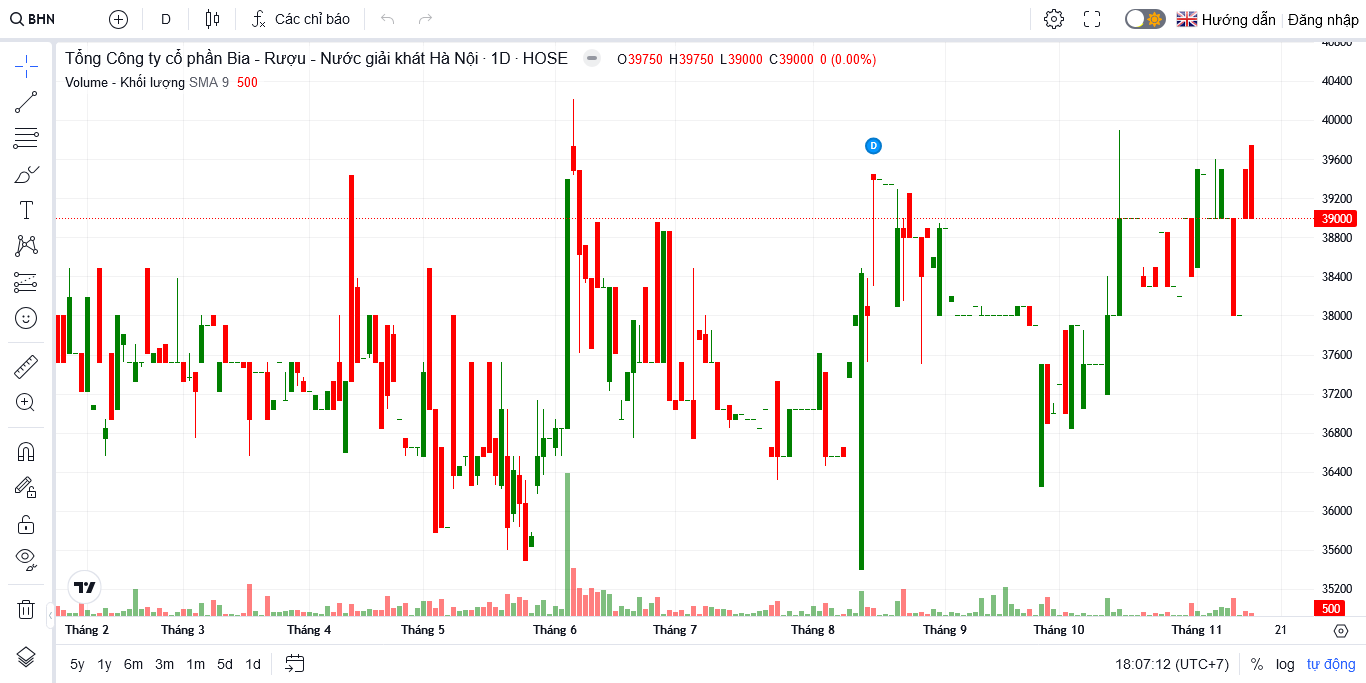 BHN D Các chỉ báo Hướng dẫn Đăng nhập
Tổng Công ty cổ phần Bia - Rượu - Nước giải khát Hà Nội · 1D · HOSE O39750 H39750 L39000 C39000 0 (0.00%)
Volume - Khối lượng SMA 9 500
40800
40400
40000
39600
39200
39000
38800
38400
38000
37600
37200
36800
36400
36000
35600
35200
500
D
Tháng 2 Tháng 3 Tháng 4 Tháng 5 Tháng 6 Tháng 7 Tháng 8 Tháng 9 Tháng 10 Tháng 11 21
5y 1y 6m 3m 1m 5d 1d 18:07:12 (UTC+7) % log tự động